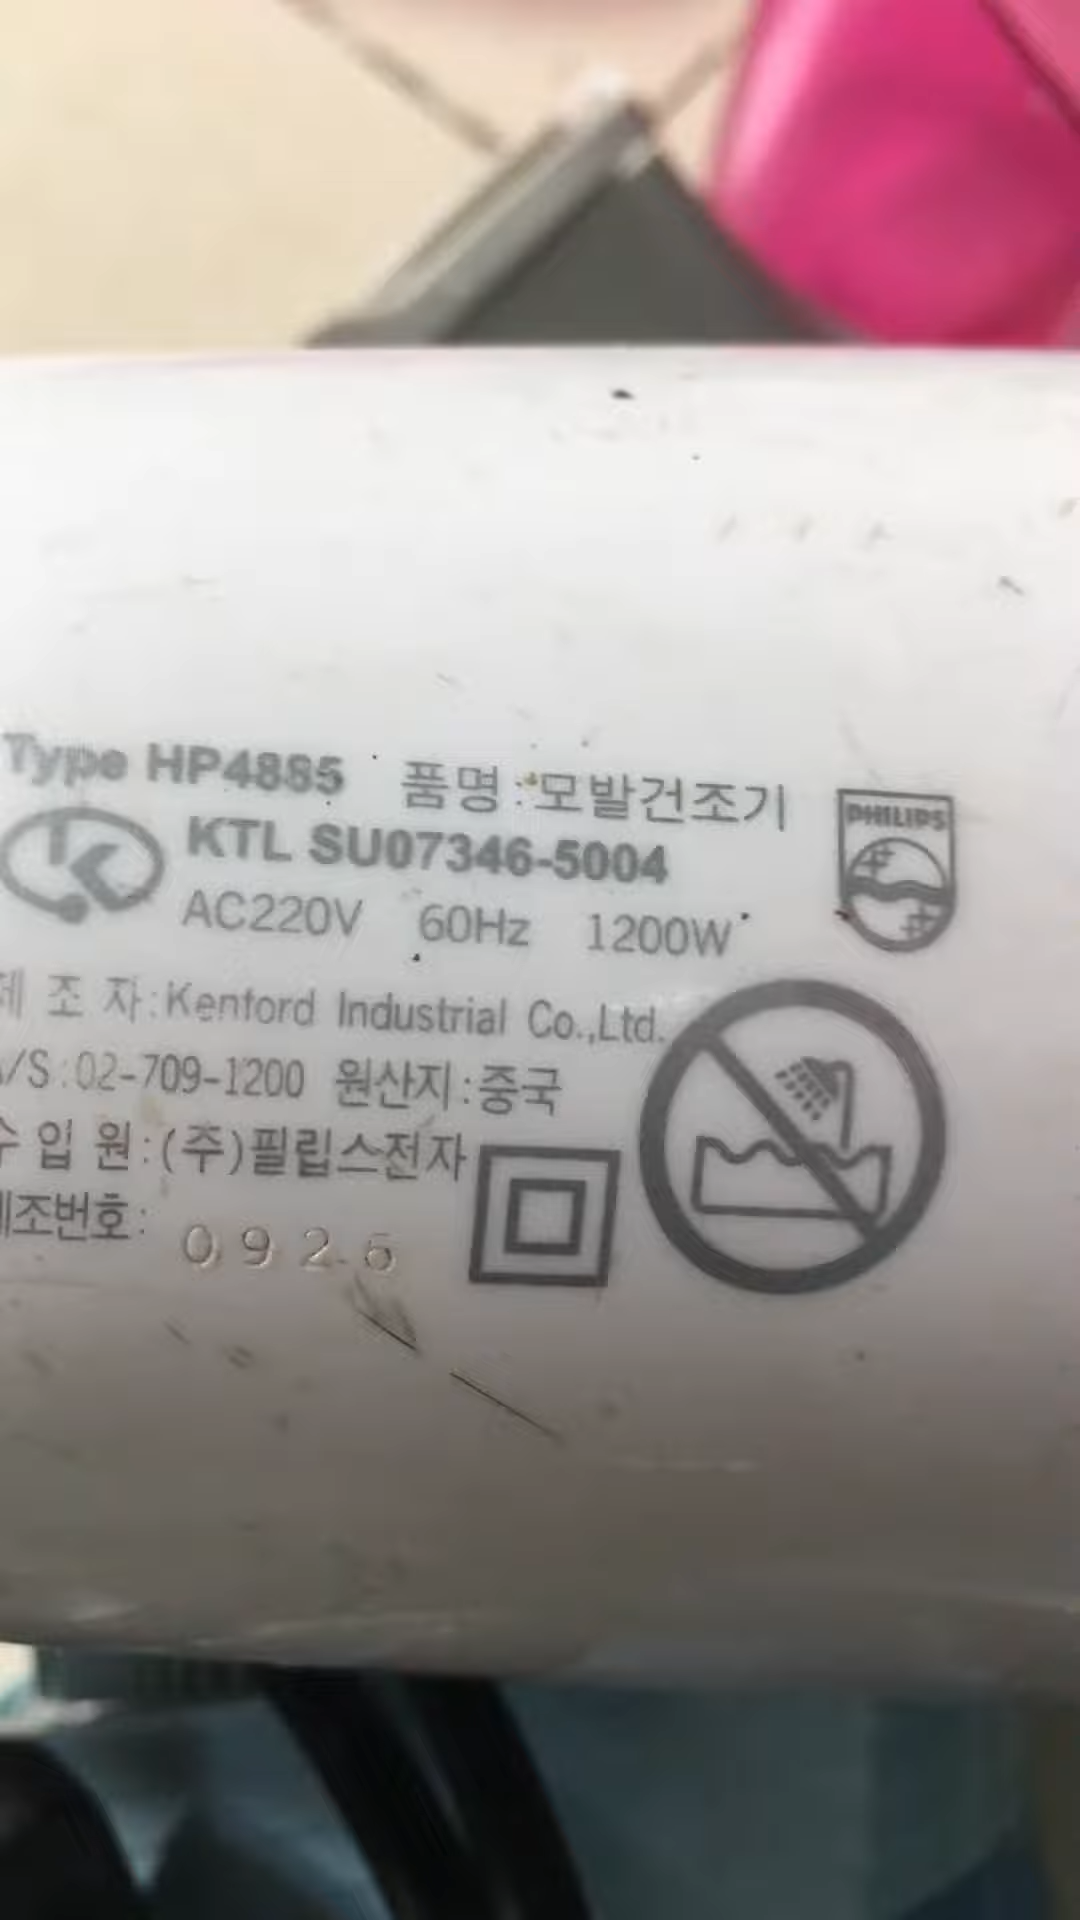 Type HP4885 품명:모발건조기
PHILIPS
KTL SU07346-5004
AC220V 60Hz 1200W
제 조 자:Kenford Industrial Co.,Ltd.
A/S:02-709-1200 원산지:중국
수 입 원:(주)필립스전자
제조번호:
0926